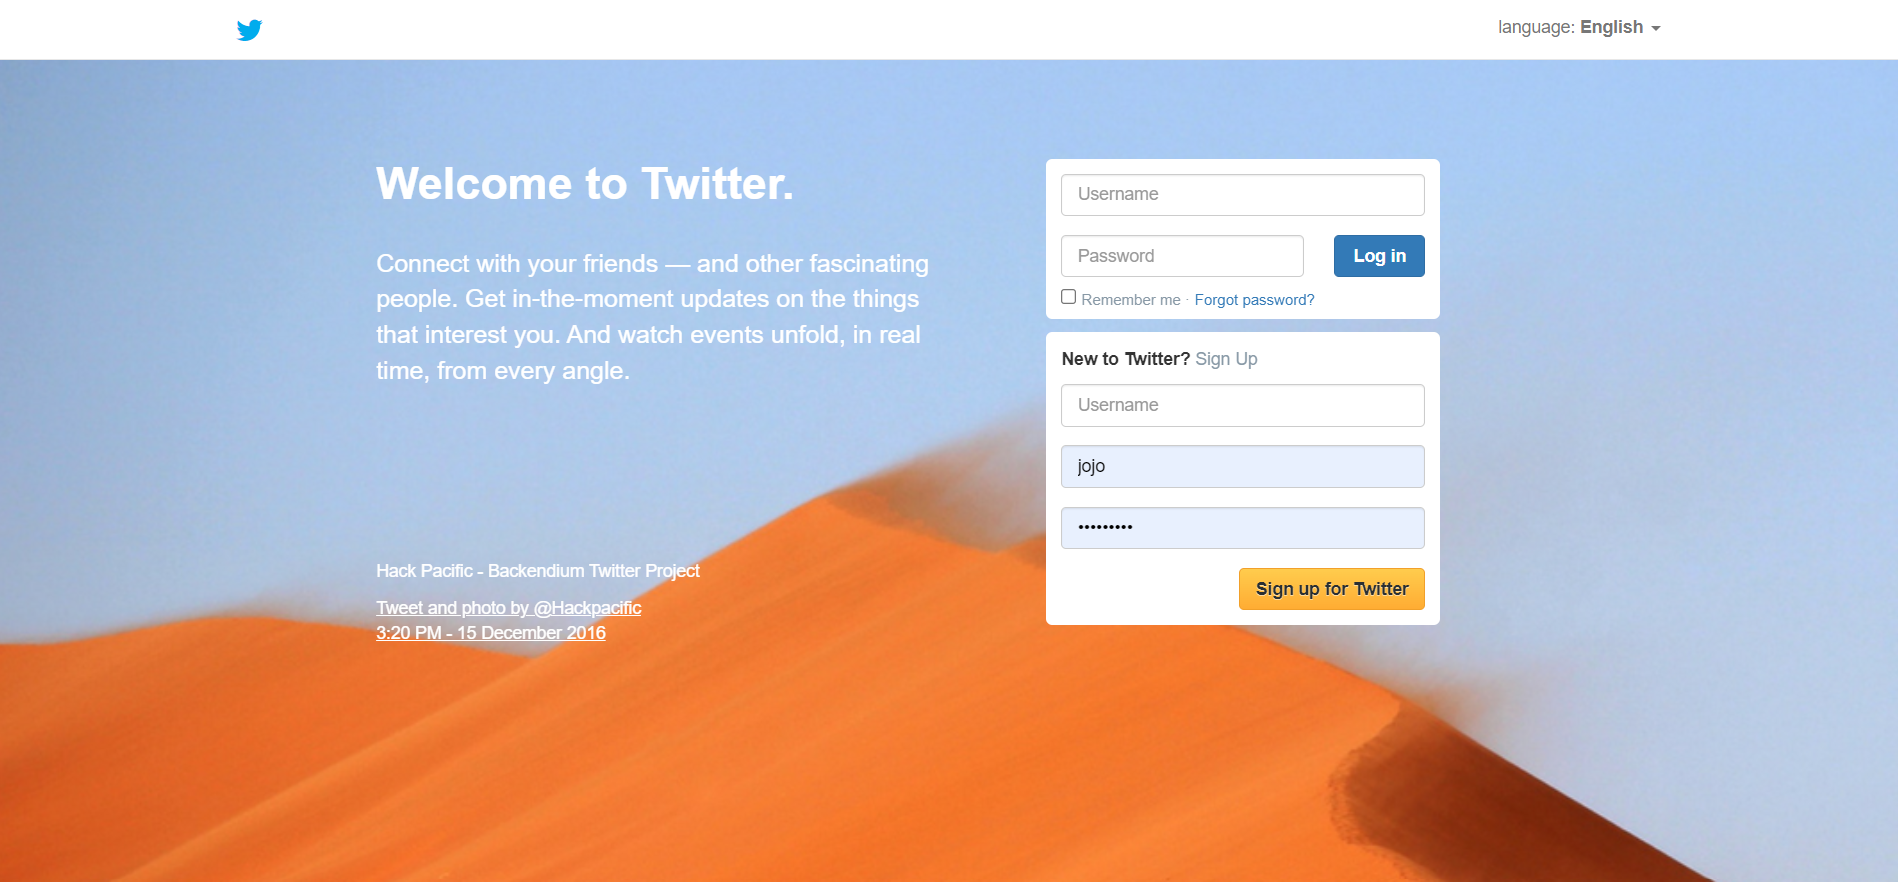 language: English
Welcome to Twitter.
Connect with your friends — and other fascinating
people. Get in-the-moment updates on the things
that interest you. And watch events unfold, in real
time, from every angle.
Hack Pacific - Backendium Twitter Project
Tweet and photo by @Hackpacific
3:20 PM - 15 December 2016
Username
Password
Log in
Remember me · Forgot password?
New to Twitter? Sign Up
Username
jojo
•••••••••
Sign up for Twitter